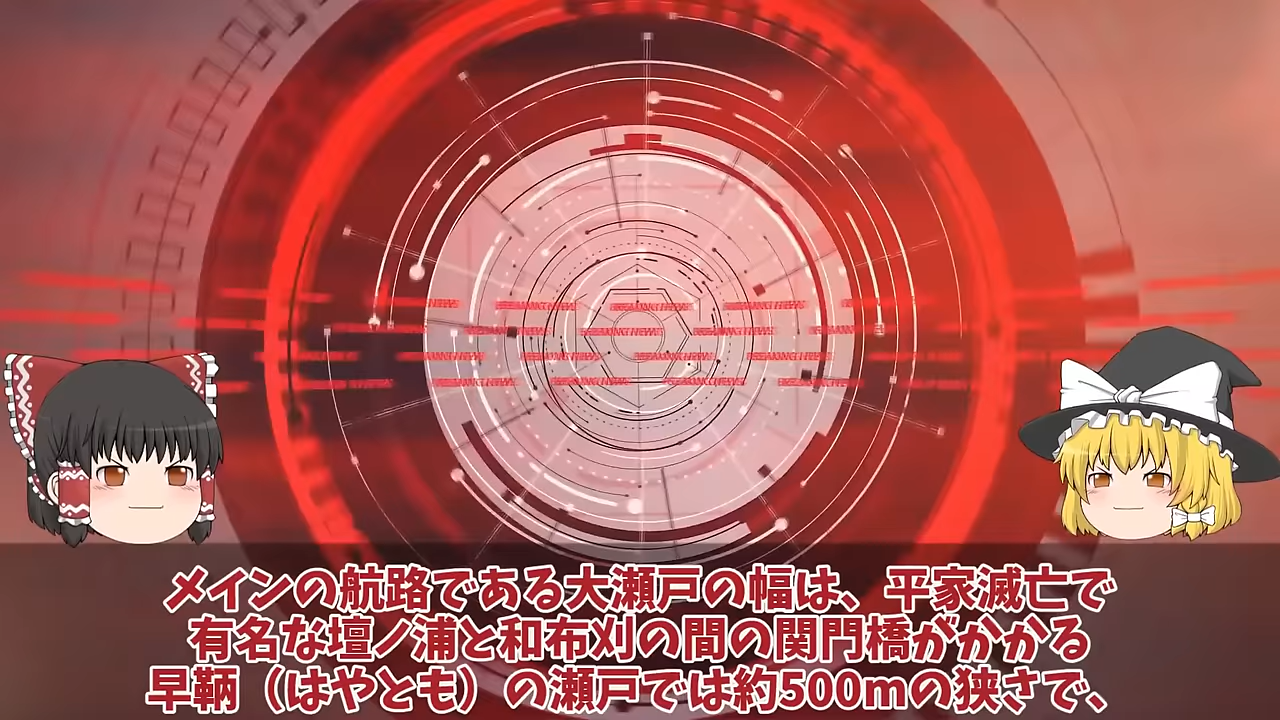 メインの航路である大瀬戸の幅は、平家滅亡で
有名な壇ノ浦と和布刈の間の関門橋がかかる
早鞆（はやとも）の瀬戸では約500mの狭さで、